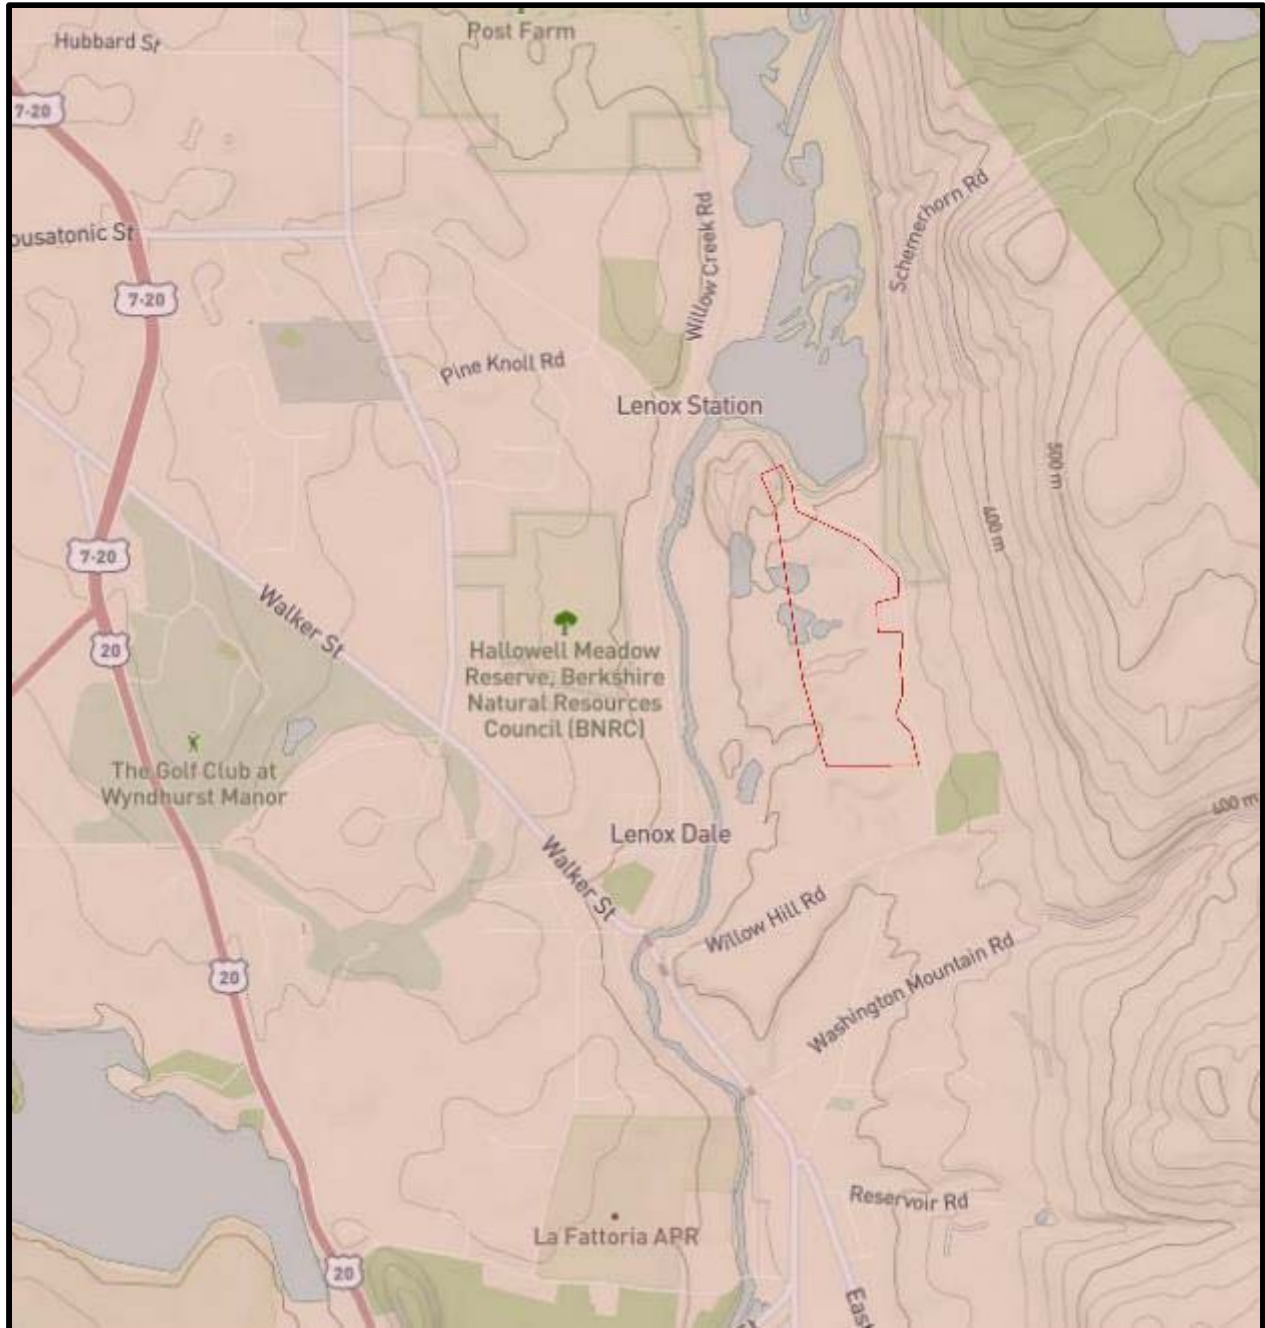 Post Farm
Hubbard St
7-20
ousatonic St
Willow Creek Rd
Schermerhorn Rd
7-20
Pine Knoll Rd
Lenox Station
500 m
400 m
7-20
Walker St
20
Hallowell Meadow
Reserve, Berkshire
Natural Resources
Council (BNRC)
The Golf Club at
Wyndhurst Manor
400 m
Lenox Dale
Walker St
Willow Hill Rd
20
Washington Mountain Rd
Reservoir Rd
La Fattoria APR
20
East